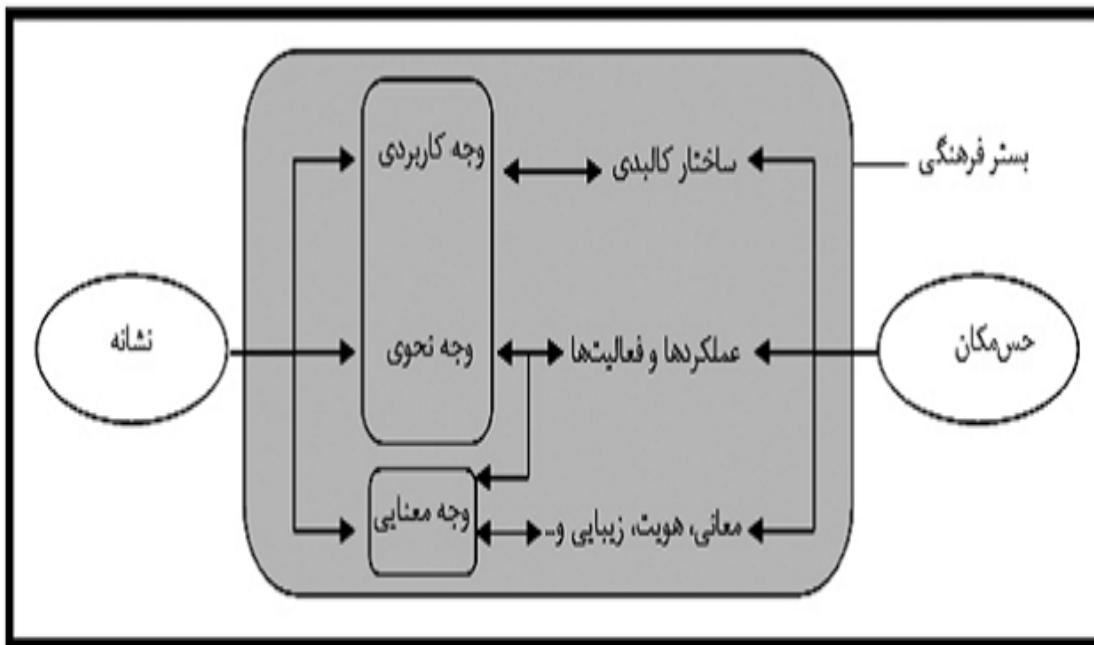 بستر فرهنگی
حس‌مکان
ساختار کالبدی
عملکردها و فعالیت‌ها
معانی، هویت، زیبایی و...
وجه کاربردی
وجه نحوی
وجه معنایی
نشانه